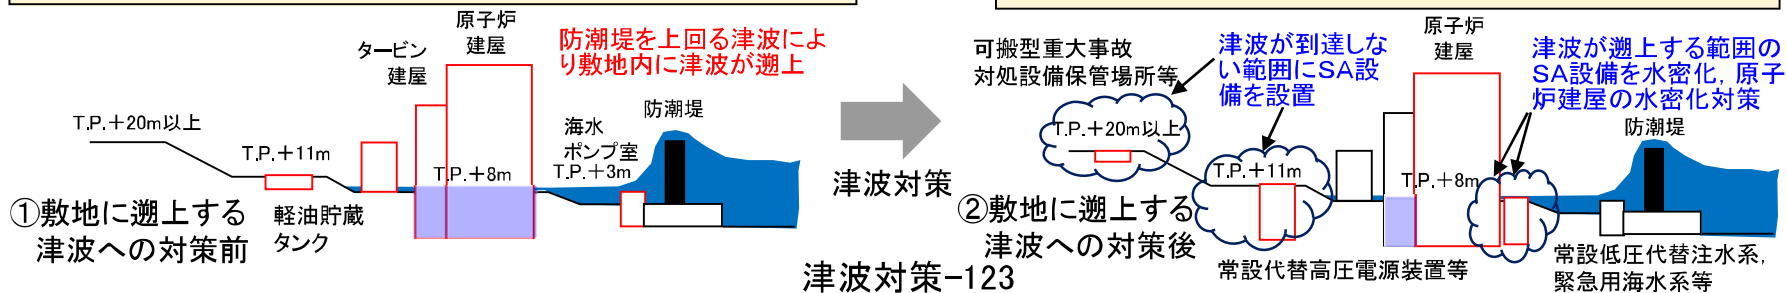 原子炉
建屋
タービン
建屋
防潮堤を上回る津波によ
り敷地内に津波が遡上
T.P.+20m以上
T.P.+11m
T.P.+8m
海水
ポンプ室
T.P.+3m
防潮堤
①敷地に遡上する
津波への対策前
軽油貯蔵
タンク
津波対策
可搬型重大事故
対処設備保管場所等
津波が到達しな
い範囲にSA設
備を設置
原子炉
建屋
津波が遡上する範囲の
SA設備を水密化，原子
炉建屋の水密化対策
防潮堤
T.P.+20m以上
T.P.+11m
T.P.+8m
②敷地に遡上する
津波への対策後
常設代替高圧電源装置等
常設低圧代替注水系，
緊急用海水系等
津波対策-123